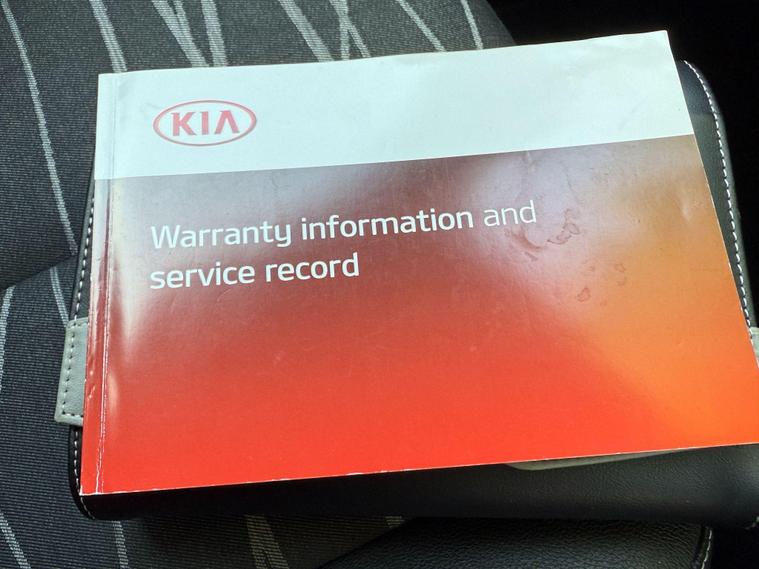 KIA
Warranty information and
service record